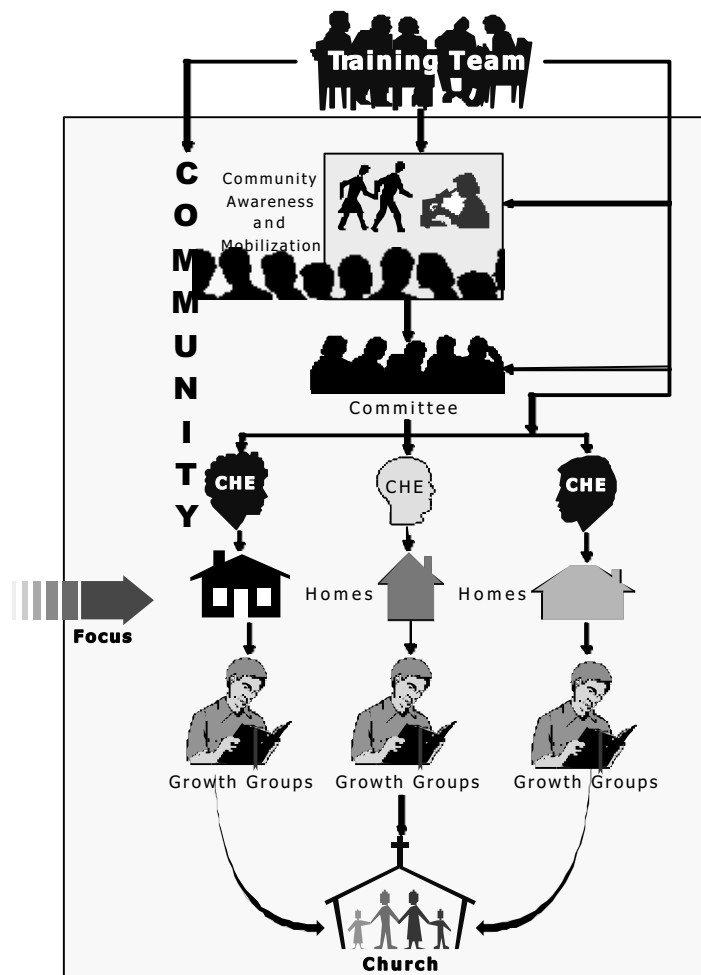 Training Team
COMMUNITY
Community
Awareness
and
Mobilization
Committee
CHE
CHE
CHE
Homes
Homes
Focus
Growth Groups
Growth Groups
Growth Groups
Church